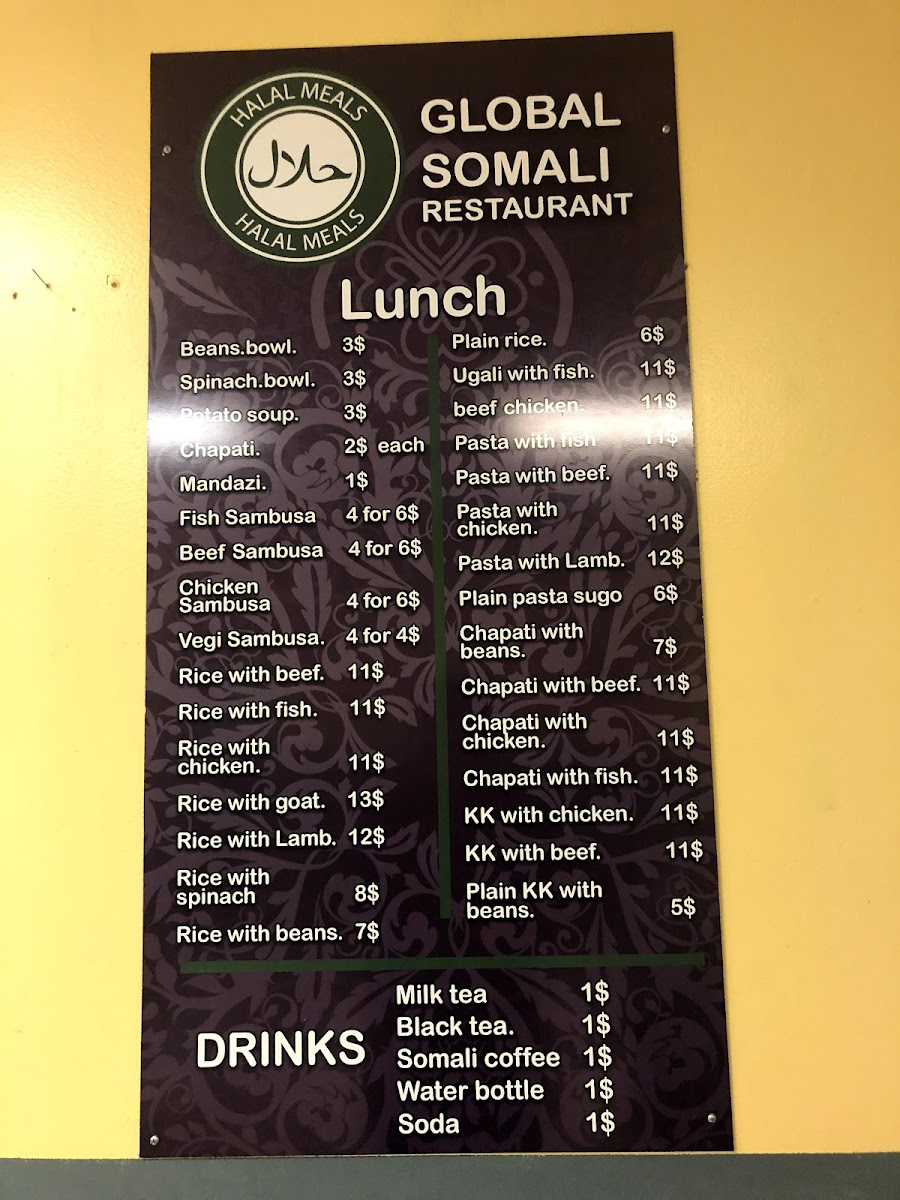 HALAL MEALS
حلال
HALAL MEALS
GLOBAL
SOMALI
RESTAURANT
Lunch
Beans.bowl. 3$
Spinach.bowl. 3$
Potato soup. 3$
Chapati. 2$ each
Mandazi. 1$
Fish Sambusa 4 for 6$
Beef Sambusa 4 for 6$
Chicken
Sambusa 4 for 6$
Vegi Sambusa. 4 for 4$
Rice with beef. 11$
Rice with fish. 11$
Rice with
chicken. 11$
Rice with goat. 13$
Rice with Lamb. 12$
Rice with
spinach 8$
Rice with beans. 7$
Plain rice. 6$
Ugali with fish. 11$
beef chicken. 11$
Pasta with fish 11$
Pasta with beef. 11$
Pasta with
chicken. 11$
Pasta with Lamb. 12$
Plain pasta sugo 6$
Chapati with
beans. 7$
Chapati with beef. 11$
Chapati with
chicken. 11$
Chapati with fish. 11$
KK with chicken. 11$
KK with beef. 11$
Plain KK with
beans. 5$
DRINKS
Milk tea 1$
Black tea. 1$
Somali coffee 1$
Water bottle 1$
Soda 1$